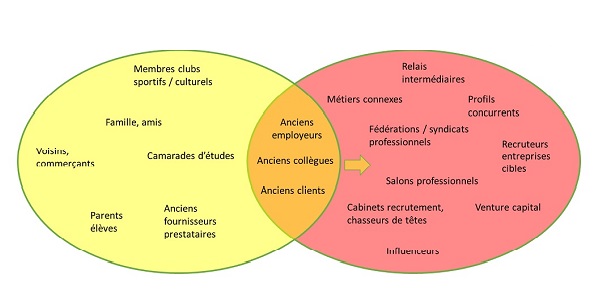 Membres clubs
sportifs / culturels
Famille, amis
Voisins,
commerçants
Camarades d'études
Parents
élèves
Anciens
fournisseurs
prestataires
Anciens
employeurs
Anciens collègues
Anciens clients
Relais
intermédiaires
Métiers connexes
Profils
concurrents
Fédérations / syndicats
professionnels
Recruteurs
entreprises
cibles
Salons professionnels
Cabinets recrutement,
chasseurs de têtes
Venture capital
Influenceurs